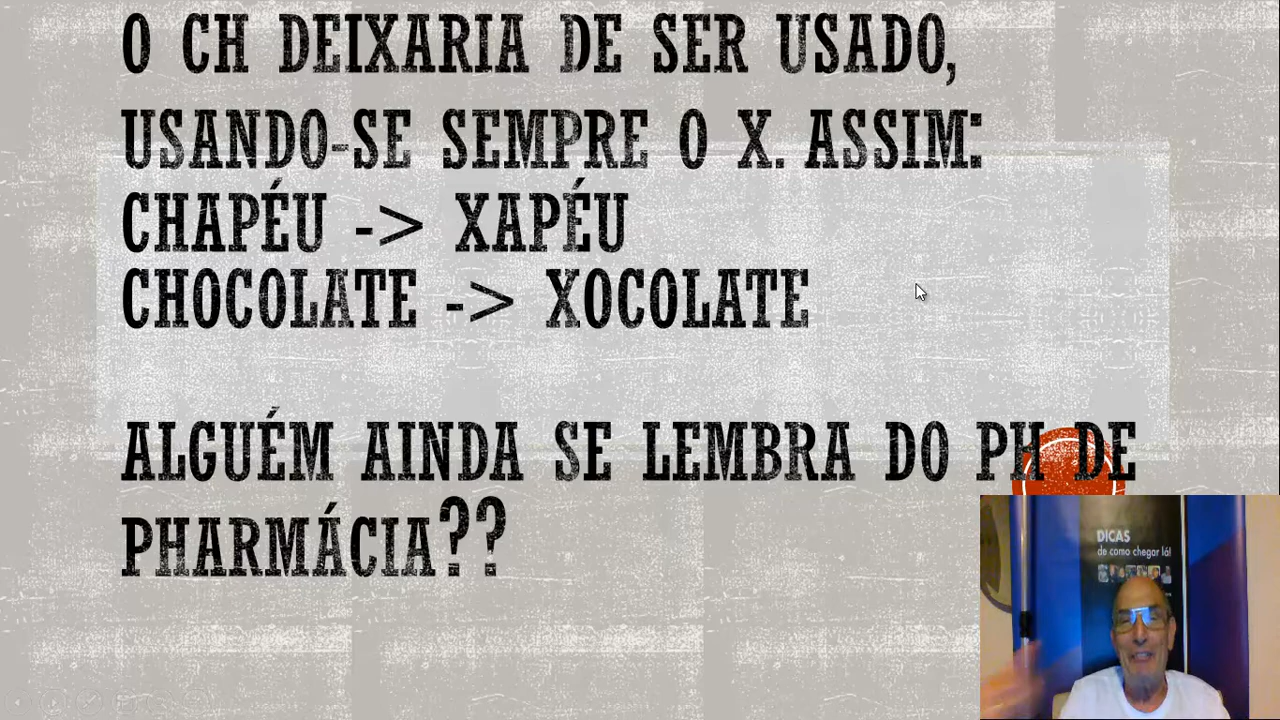 O CH DEIXARIA DE SER USADO,
USANDO-SE SEMPRE O X. ASSIM:
CHAPÉU -> XAPÉU
CHOCOLATE -> XOCOLATE
ALGUÉM AINDA SE LEMBRA DO PH DE
PHARMÁCIA??
DICAS
de como chegar lá!